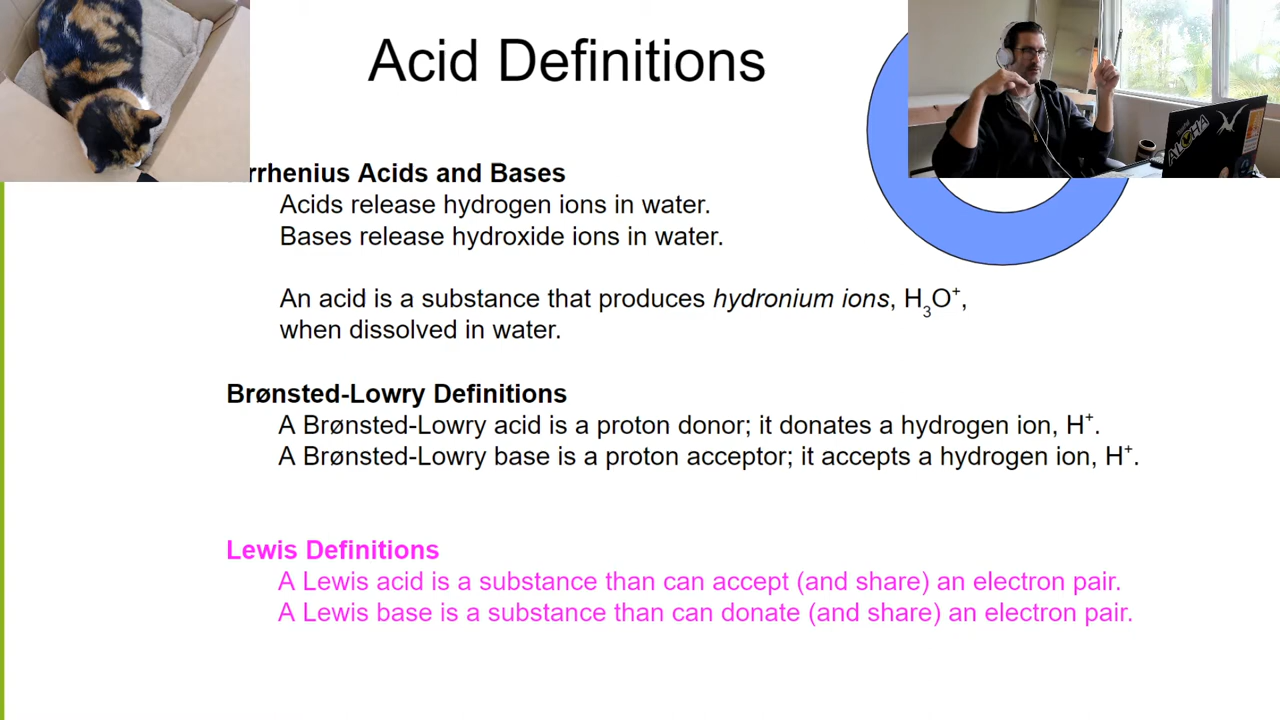 Acid Definitions
ALOHA
rrhenius Acids and Bases
Acids release hydrogen ions in water.
Bases release hydroxide ions in water.
An acid is a substance that produces hydronium ions, H₃O⁺,
when dissolved in water.
Brønsted-Lowry Definitions
A Brønsted-Lowry acid is a proton donor; it donates a hydrogen ion, H⁺.
A Brønsted-Lowry base is a proton acceptor; it accepts a hydrogen ion, H⁺.
Lewis Definitions
A Lewis acid is a substance than can accept (and share) an electron pair.
A Lewis base is a substance than can donate (and share) an electron pair.